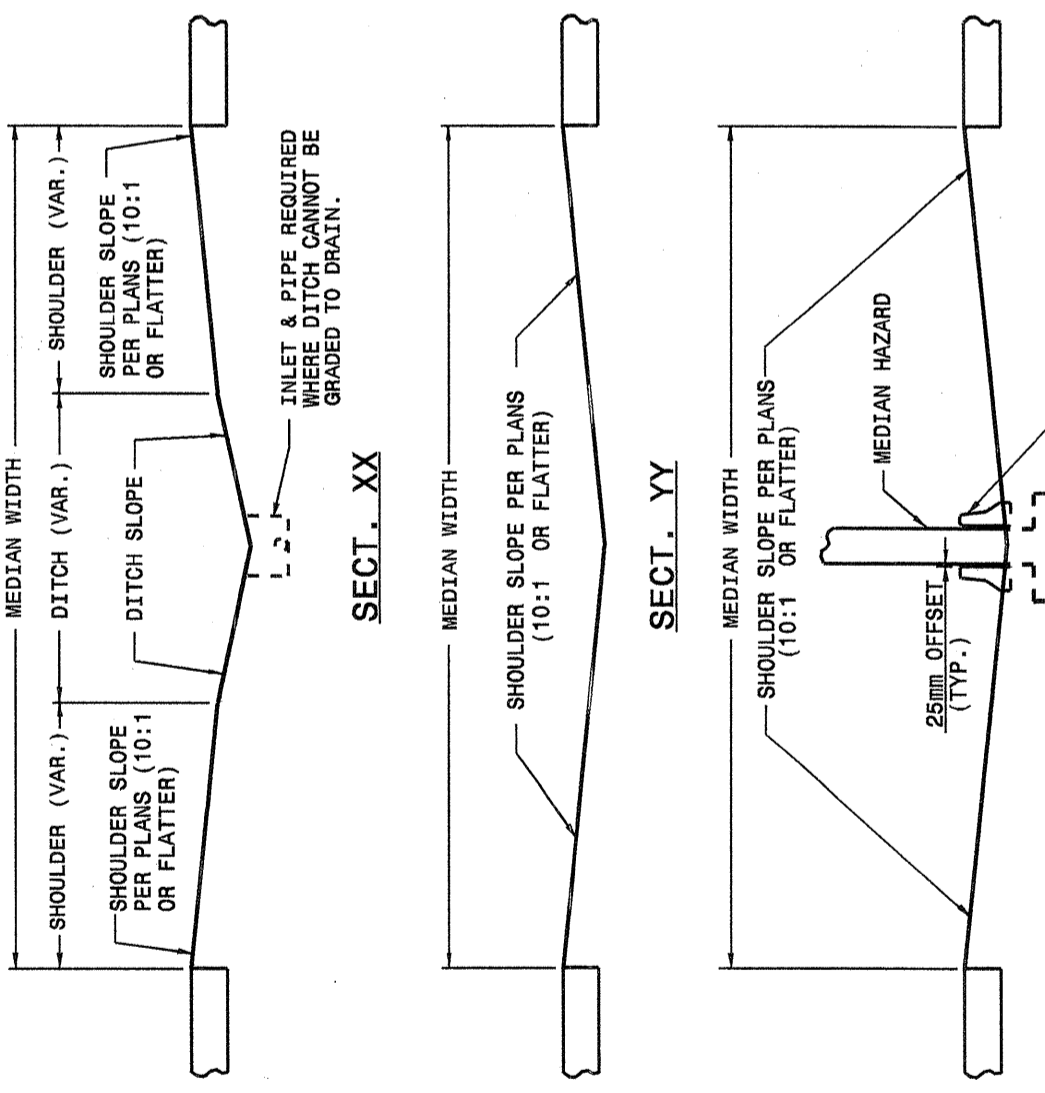 MEDIAN WIDTH
SHOULDER (VAR.)
DITCH (VAR.)
SHOULDER (VAR.)
SHOULDER SLOPE
PER PLANS (10:1
OR FLATTER)
DITCH SLOPE
SHOULDER SLOPE
PER PLANS (10:1
OR FLATTER)
INLET & PIPE REQUIRED
WHERE DITCH CANNOT BE
GRADED TO DRAIN.
SECT. XX
MEDIAN WIDTH
SHOULDER SLOPE PER PLANS
(10:1 OR FLATTER)
SECT. YY
MEDIAN WIDTH
SHOULDER SLOPE PER PLANS
(10:1 OR FLATTER)
MEDIAN HAZARD
25mm OFFSET
(TYP.)